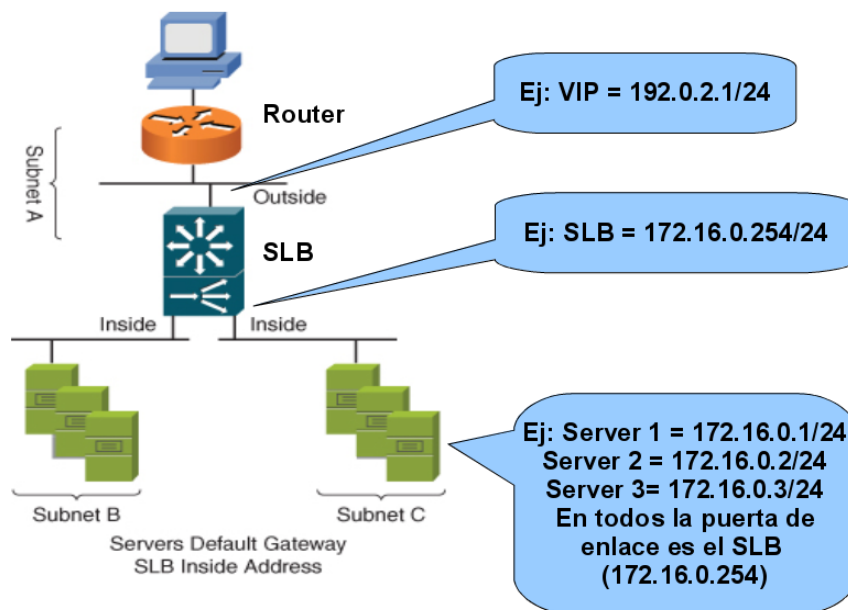 Ej: VIP = 192.0.2.1/24
Router
Subnet A
Outside
Ej: SLB = 172.16.0.254/24
SLB
Inside
Inside
Ej: Server 1 = 172.16.0.1/24
Server 2 = 172.16.0.2/24
Server 3= 172.16.0.3/24
En todos la puerta de
enlace es el SLB
(172.16.0.254)
Subnet B
Subnet C
Servers Default Gateway
SLB Inside Address